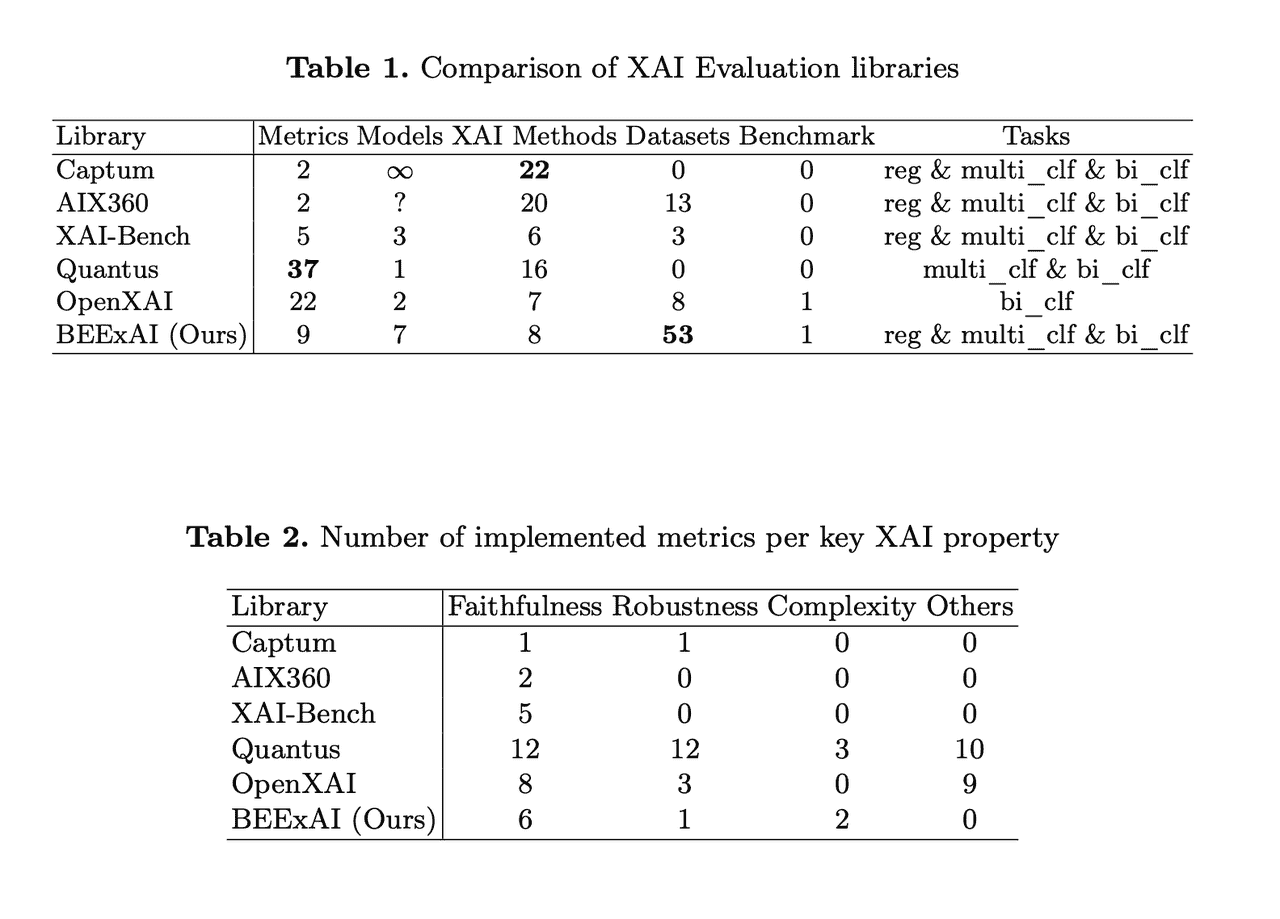 Table 1. Comparison of XAI Evaluation libraries
Library Metrics Models XAI Methods Datasets Benchmark Tasks
Captum 2 ∞ 22 0 0 reg & multi_clf & bi_clf
AIX360 2 ? 20 13 0 reg & multi_clf & bi_clf
XAI-Bench 5 3 6 3 0 reg & multi_clf & bi_clf
Quantus 37 1 16 0 0 multi_clf & bi_clf
OpenXAI 22 2 7 8 1 bi_clf
BEExAI (Ours) 9 7 8 53 1 reg & multi_clf & bi_clf
Table 2. Number of implemented metrics per key XAI property
Library Faithfulness Robustness Complexity Others
Captum 1 1 0 0
AIX360 2 0 0 0
XAI-Bench 5 0 0 0
Quantus 12 12 3 10
OpenXAI 8 3 0 9
BEExAI (Ours) 6 1 2 0